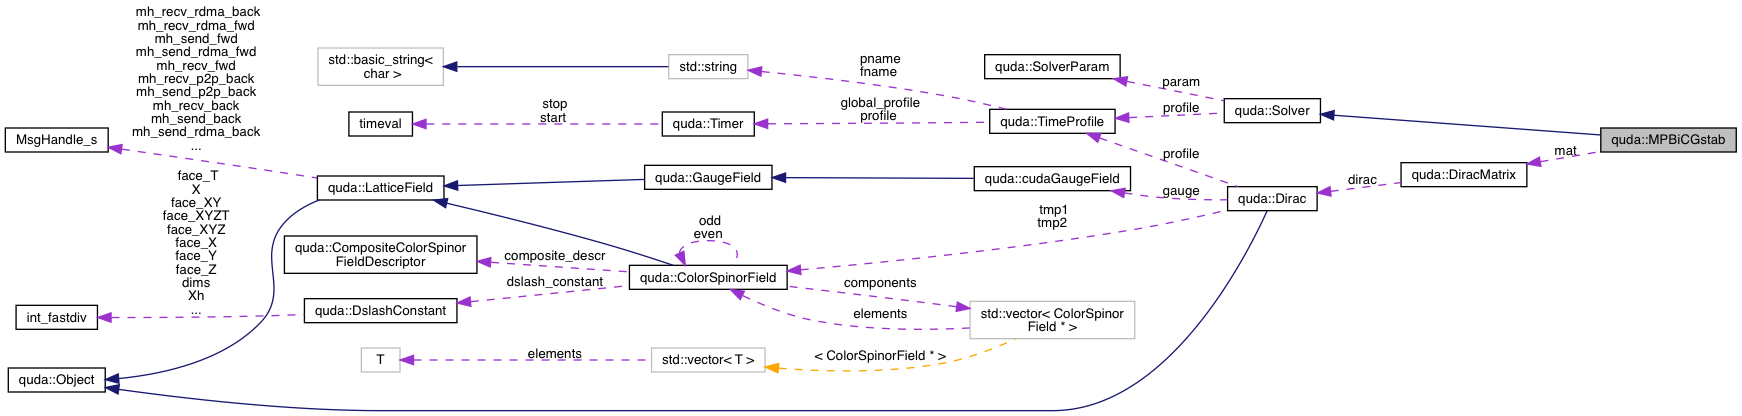 mh_recv_rdma_back
mh_recv_rdma_fwd
mh_send_fwd
mh_send_rdma_fwd
mh_recv_fwd
mh_recv_p2p_back
mh_send_p2p_back
mh_recv_back
mh_send_back
mh_send_rdma_back
...
MsgHandle_s
face_T
X
face_XY
face_XYZT
face_XYZ
face_X
face_Y
face_Z
dims
Xh
...
int_fastdiv
quda::Object
std::basic_string<
char >
timeval
quda::LatticeField
quda::CompositeColorSpinor
FieldDescriptor
quda::DslashConstant
T
stop
start
composite_descr
dslash_constant
elements
std::string
quda::Timer
quda::GaugeField
odd
even
quda::ColorSpinorField
std::vector< T >
pname
fname
global_profile
profile
components
elements
< ColorSpinorField * >
quda::SolverParam
quda::TimeProfile
quda::cudaGaugeField
tmp1
tmp2
std::vector< ColorSpinor
Field * >
param
profile
profile
gauge
quda::Solver
quda::Dirac
dirac
quda::DiracMatrix
mat
quda::MPBiCGstab